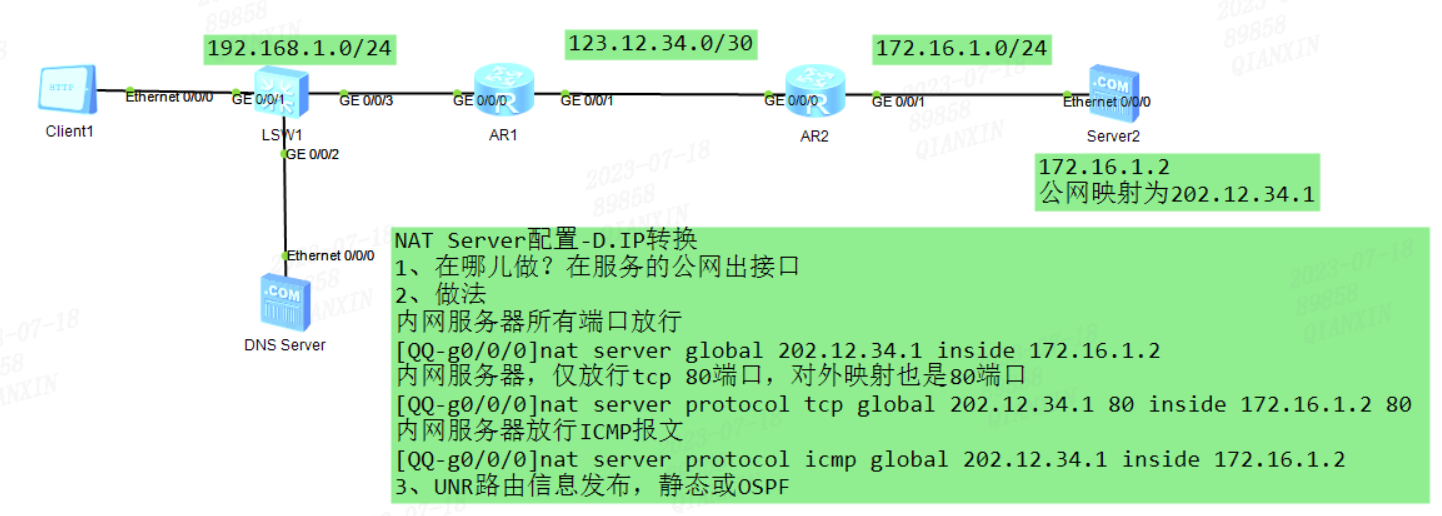 192.168.1.0/24
123.12.34.0/30
172.16.1.0/24
HTTP
Ethernet 0/0/0
GE 0/0/1
GE 0/0/3
GE 0/0/0
GE 0/0/1
GE 0/0/0
GE 0/0/1
.COM
Ethernet 0/0/0
Client1
LSW1
AR1
AR2
Server2
GE 0/0/2
172.16.1.2
公网映射为202.12.34.1
Ethernet 0/0/0
.COM
DNS Server
NAT Server配置-D.IP转换
1、在哪儿做？在服务的公网出接口
2、做法
内网服务器所有端口放行
[QQ-g0/0/0]nat server global 202.12.34.1 inside 172.16.1.2
内网服务器，仅放行tcp 80端口，对外映射也是80端口
[QQ-g0/0/0]nat server protocol tcp global 202.12.34.1 80 inside 172.16.1.2 80
内网服务器放行ICMP报文
[QQ-g0/0/0]nat server protocol icmp global 202.12.34.1 inside 172.16.1.2
3、UNR路由信息发布，静态或OSPF
2023-07-18
89858
QIANXIN